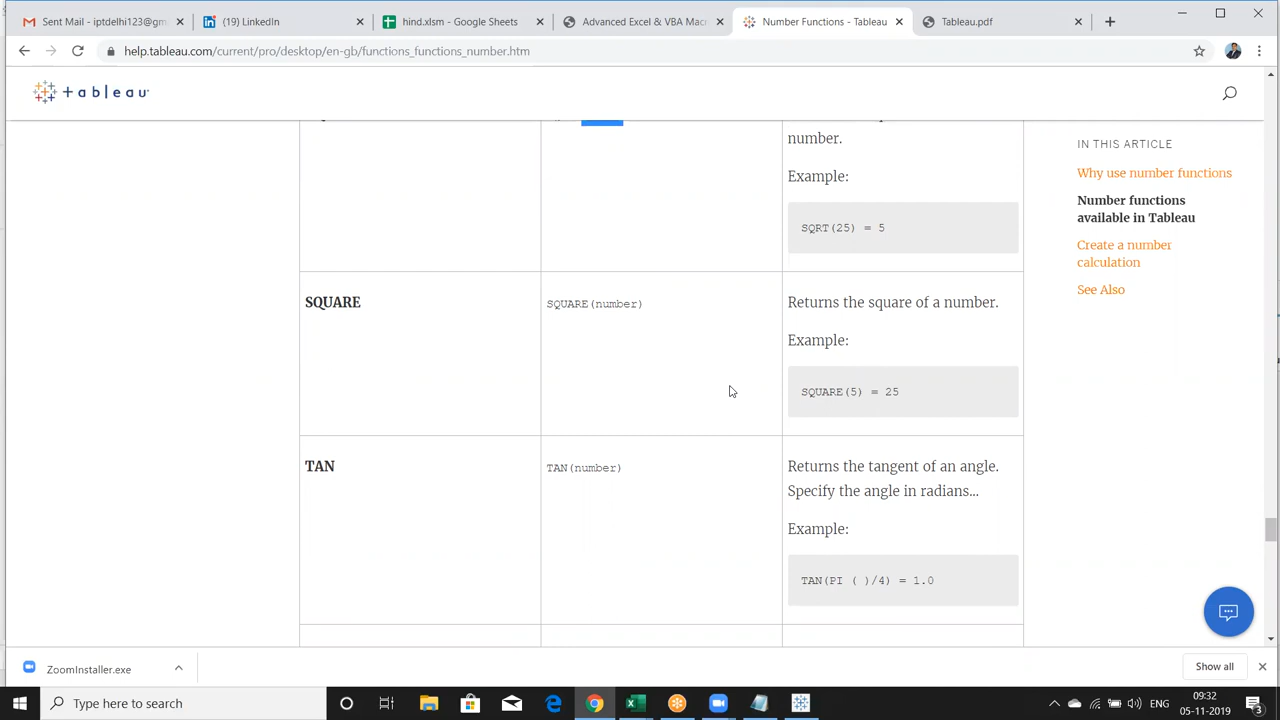 Sent Mail - iptdelhi123@gm
(19) LinkedIn
hind.xlsm - Google Sheets
Advanced Excel & VBA Mac
Number Functions - Tableau
Tableau.pdf
help.tableau.com/current/pro/desktop/en-gb/functions_functions_number.htm
+ a b | e a u
number.
Example:
SQRT(25) = 5
SQUARE
SQUARE(number)
Returns the square of a number.
Example:
SQUARE(5) = 25
TAN
TAN(number)
Returns the tangent of an angle.
Specify the angle in radians...
Example:
TAN(PI ( )/4) = 1.0
IN THIS ARTICLE
Why use number functions
Number functions
available in Tableau
Create a number
calculation
See Also
ZoomInstaller.exe
Show all
Type here to search
ENG
09:32
05-11-2019
3